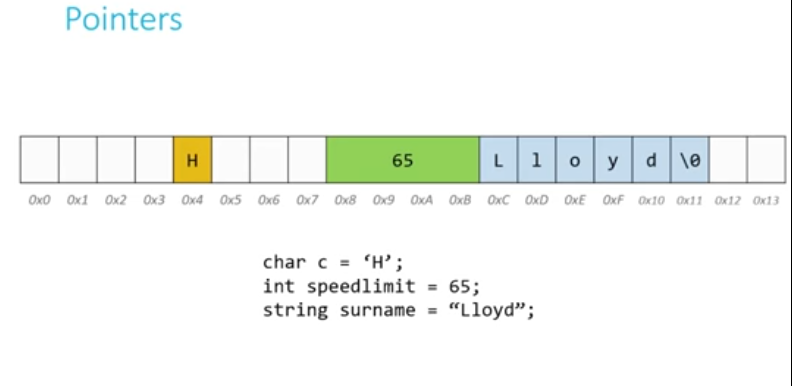 Pointers
H 65 L l o y d \0
0x0 0x1 0x2 0x3 0x4 0x5 0x6 0x7 0x8 0x9 0xA 0xB 0xC 0xD 0xE 0xF 0x10 0x11 0x12 0x13
char c = ‘H’;
int speedlimit = 65;
string surname = “Lloyd”;